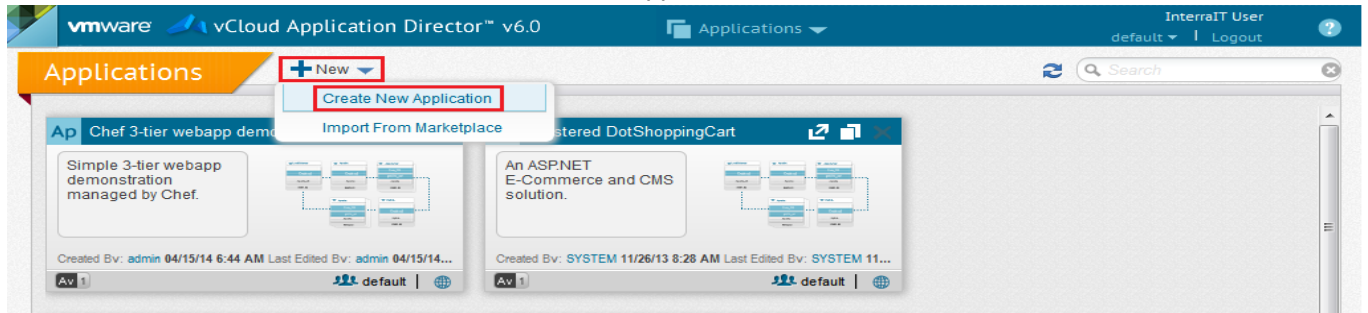 vmware vCloud Application Director™ v6.0
Applications
InterraIT User
default | Logout
?
Applications
New
Search
Create New Application
Import From Marketplace
Ap Chef 3-tier webapp dem
stered DotShoppingCart
Simple 3-tier webapp
demonstration
managed by Chef.
An ASP.NET
E-Commerce and CMS
solution.
Created By: admin 04/15/14 6:44 AM Last Edited By: admin 04/15/14...
Created By: SYSTEM 11/26/13 8:28 AM Last Edited By: SYSTEM 11...
Av 1 default |
Av 1 default |